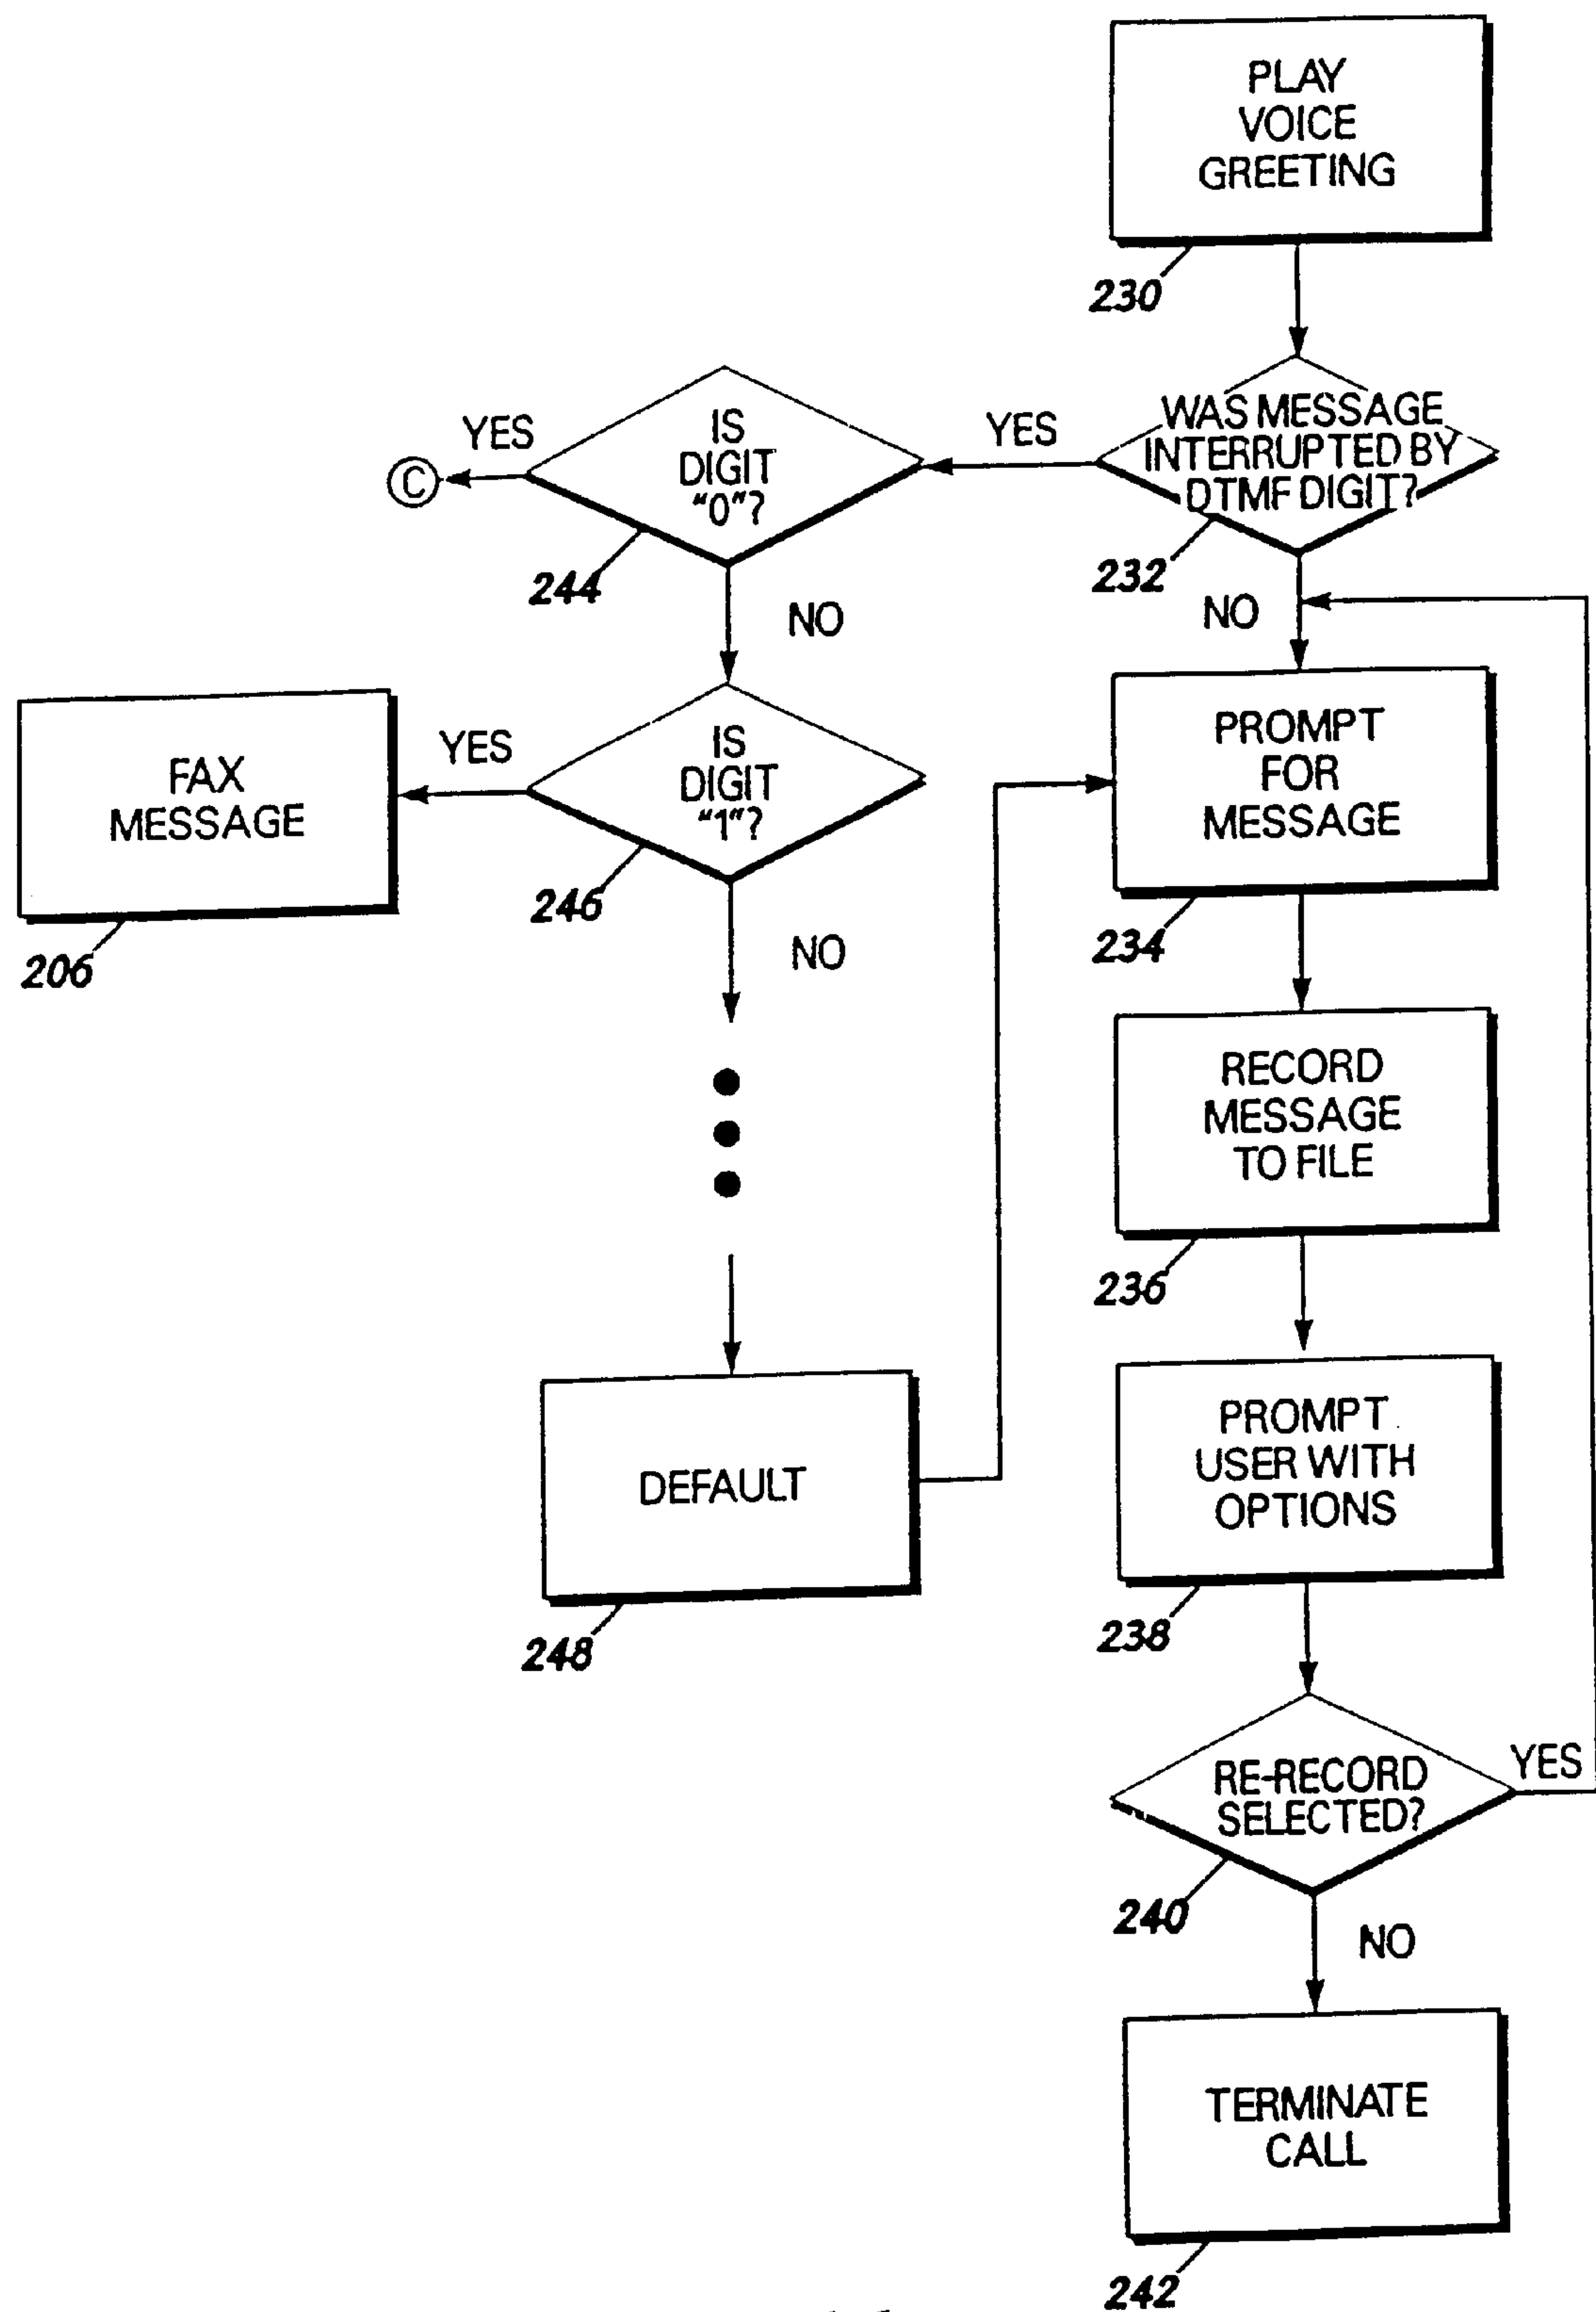 PLAY
VOICE
GREETING
230
WAS MESSAGE
INTERRUPTED BY
DTMF DIGIT?
232
YES
NO
IS
DIGIT
"0"?
244
YES
C
NO
IS
DIGIT
"1"?
246
YES
FAX
MESSAGE
206
NO
DEFAULT
248
PROMPT
FOR
MESSAGE
234
RECORD
MESSAGE
TO FILE
236
PROMPT
USER WITH
OPTIONS
238
RE-RECORD
SELECTED?
240
YES
NO
TERMINATE
CALL
242